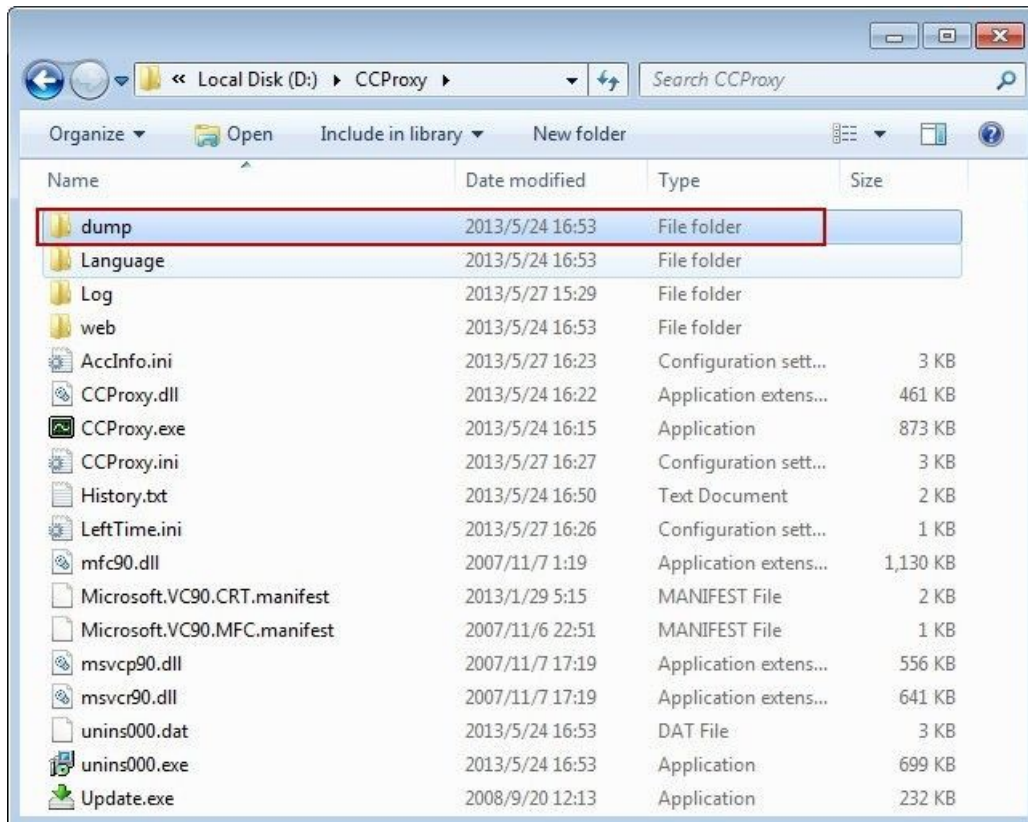 « Local Disk (D:) ▸ CCProxy ▸ Search CCProxy
Organize ▾ Open Include in library ▾ New folder
Name Date modified Type Size
dump 2013/5/24 16:53 File folder
Language 2013/5/24 16:53 File folder
Log 2013/5/27 15:29 File folder
web 2013/5/24 16:53 File folder
AccInfo.ini 2013/5/27 16:23 Configuration sett... 3 KB
CCProxy.dll 2013/5/24 16:22 Application extens... 461 KB
CCProxy.exe 2013/5/24 16:15 Application 873 KB
CCProxy.ini 2013/5/27 16:27 Configuration sett... 3 KB
History.txt 2013/5/24 16:50 Text Document 2 KB
LeftTime.ini 2013/5/27 16:26 Configuration sett... 1 KB
mfc90.dll 2007/11/7 1:19 Application extens... 1,130 KB
Microsoft.VC90.CRT.manifest 2013/1/29 5:15 MANIFEST File 2 KB
Microsoft.VC90.MFC.manifest 2007/11/6 22:51 MANIFEST File 1 KB
msvcp90.dll 2007/11/7 17:19 Application extens... 556 KB
msvcr90.dll 2007/11/7 17:19 Application extens... 641 KB
unins000.dat 2013/5/24 16:53 DAT File 3 KB
unins000.exe 2013/5/24 16:53 Application 699 KB
Update.exe 2008/9/20 12:13 Application 232 KB